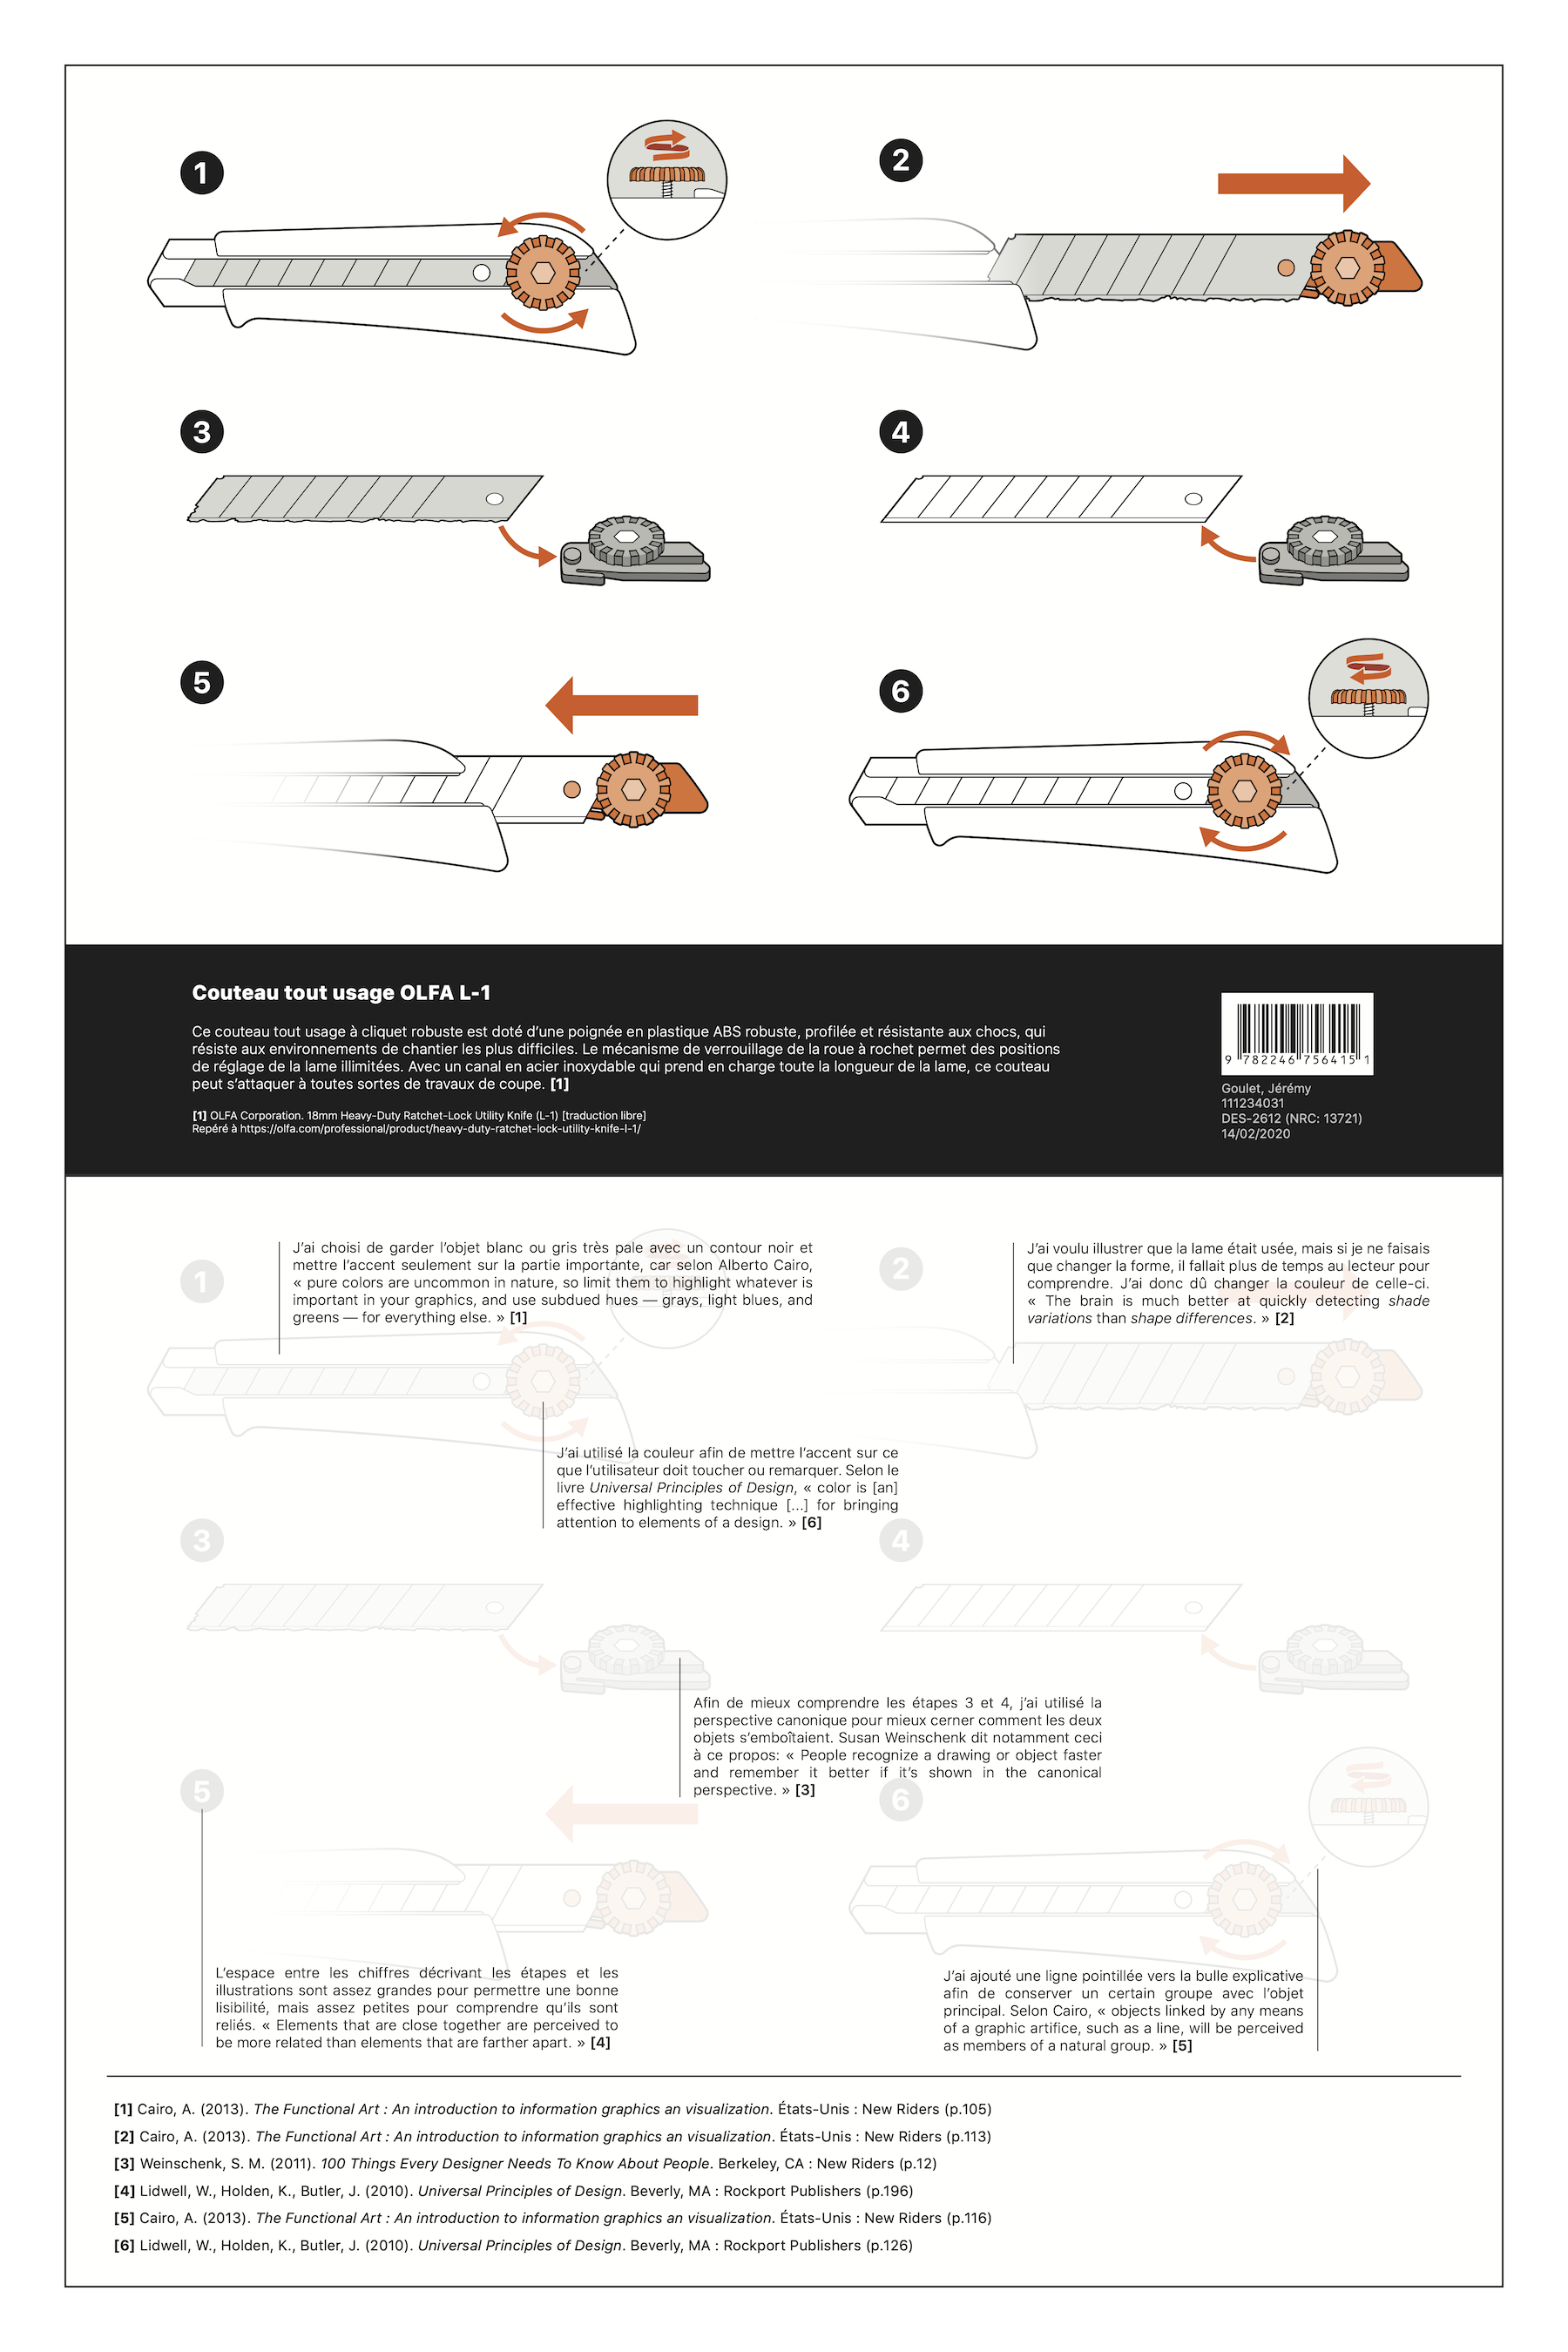 1
2
3
4
5
6
Couteau tout usage OLFA L-1
Ce couteau tout usage à cliquet robuste est doté d'une poignée en plastique ABS robuste, profilée et résistante aux chocs, qui
résiste aux environnements de chantier les plus difficiles. Le mécanisme de verrouillage de la roue à rochet permet des positions
de réglage de la lame illimitées. Avec un canal en acier inoxydable qui prend en charge toute la longueur de la lame, ce couteau
peut s'attaquer à toutes sortes de travaux de coupe. [1]
[1] OLFA Corporation. 18mm Heavy-Duty Ratchet-Lock Utility Knife (L-1) [traduction libre]
Repéré à https://olfa.com/professional/product/heavy-duty-ratchet-lock-utility-knife-l-1/
9 782246 756415 1
Goulet, Jérémy
111234031
DES-2612 (NRC: 13721)
14/02/2020
1
J'ai choisi de garder l'objet blanc ou gris très pale avec un contour noir et
mettre l'accent seulement sur la partie importante, car selon Alberto Cairo,
« pure colors are uncommon in nature, so limit them to highlight whatever is
important in your graphics, and use subdued hues — grays, light blues, and
greens — for everything else. » [1]
2
J'ai voulu illustrer que la lame était usée, mais si je ne faisais
que changer la forme, il fallait plus de temps au lecteur pour
comprendre. J'ai donc dû changer la couleur de celle-ci.
« The brain is much better at quickly detecting shade
variations than shape differences. » [2]
J'ai utilisé la couleur afin de mettre l'accent sur ce
que l'utilisateur doit toucher ou remarquer. Selon le
livre Universal Principles of Design, « color is [an]
effective highlighting technique [...] for bringing
attention to elements of a design. » [6]
3
4
Afin de mieux comprendre les étapes 3 et 4, j'ai utilisé la
perspective canonique pour mieux cerner comment les deux
objets s'emboîtaient. Susan Weinschenk dit notamment ceci
à ce propos: « People recognize a drawing or object faster
and remember it better if it's shown in the canonical
perspective. » [3]
5
6
L'espace entre les chiffres décrivant les étapes et les
illustrations sont assez grandes pour permettre une bonne
lisibilité, mais assez petites pour comprendre qu'ils sont
reliés. « Elements that are close together are perceived to
be more related than elements that are farther apart. » [4]
J'ai ajouté une ligne pointillée vers la bulle explicative
afin de conserver un certain groupe avec l'objet
principal. Selon Cairo, « objects linked by any means
of a graphic artifice, such as a line, will be perceived
as members of a natural group. » [5]
[1] Cairo, A. (2013). The Functional Art : An introduction to information graphics an visualization. États-Unis : New Riders (p.105)
[2] Cairo, A. (2013). The Functional Art : An introduction to information graphics an visualization. États-Unis : New Riders (p.113)
[3] Weinschenk, S. M. (2011). 100 Things Every Designer Needs To Know About People. Berkeley, CA : New Riders (p.12)
[4] Lidwell, W., Holden, K., Butler, J. (2010). Universal Principles of Design. Beverly, MA : Rockport Publishers (p.196)
[5] Cairo, A. (2013). The Functional Art : An introduction to information graphics an visualization. États-Unis : New Riders (p.116)
[6] Lidwell, W., Holden, K., Butler, J. (2010). Universal Principles of Design. Beverly, MA : Rockport Publishers (p.126)